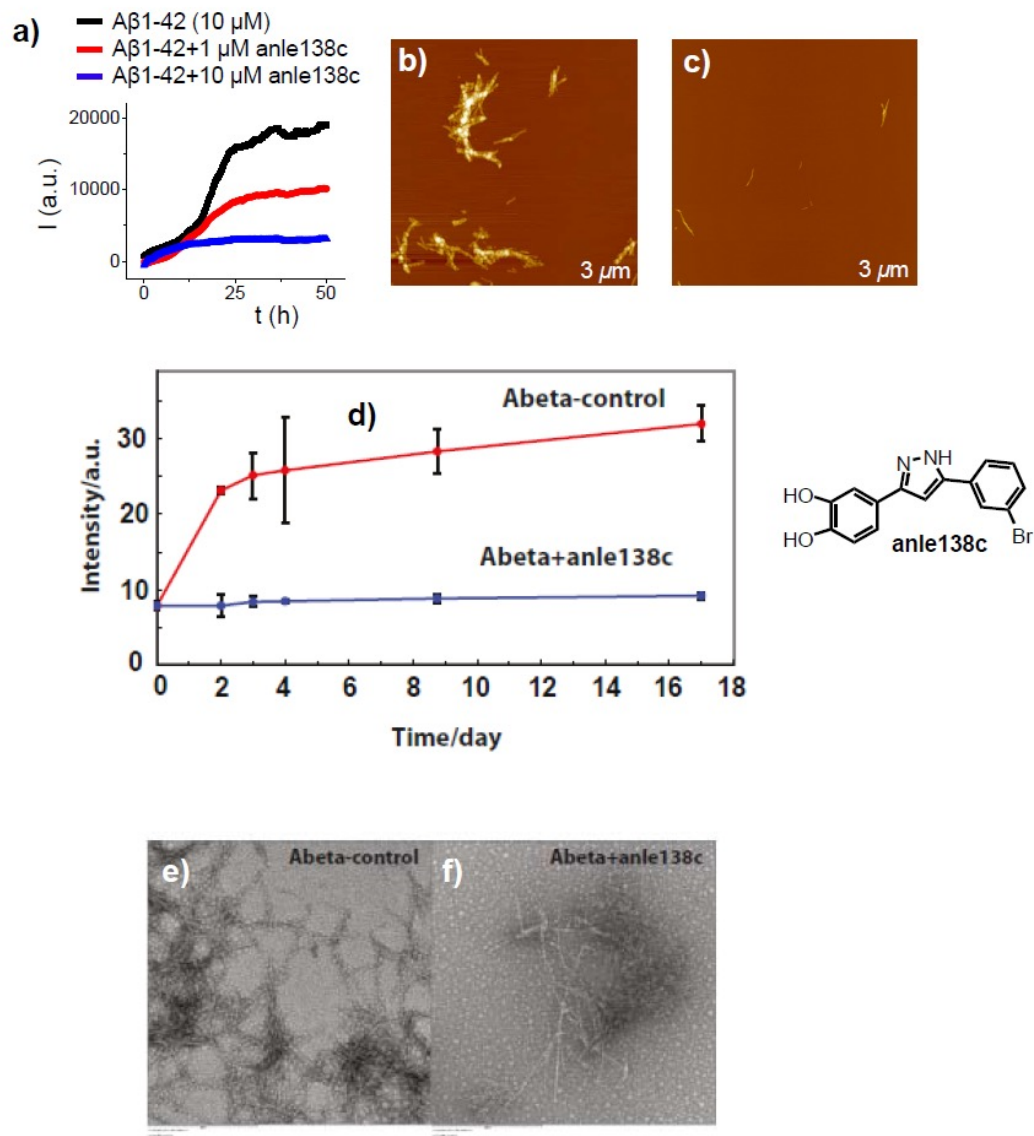 a)
Aβ1-42 (10 μM)
Aβ1-42+1 μM anle138c
Aβ1-42+10 μM anle138c
20000
10000
0
I (a.u.)
0
25
50
t (h)
b)
3 μm
c)
3 μm
d)
Abeta-control
Abeta+anle138c
30
20
10
0
Intensity/a.u.
0 2 4 6 8 10 12 14 16 18
Time/day
N
NH
HO
HO
Br
anle138c
e)
Abeta-control
f)
Abeta+anle138c